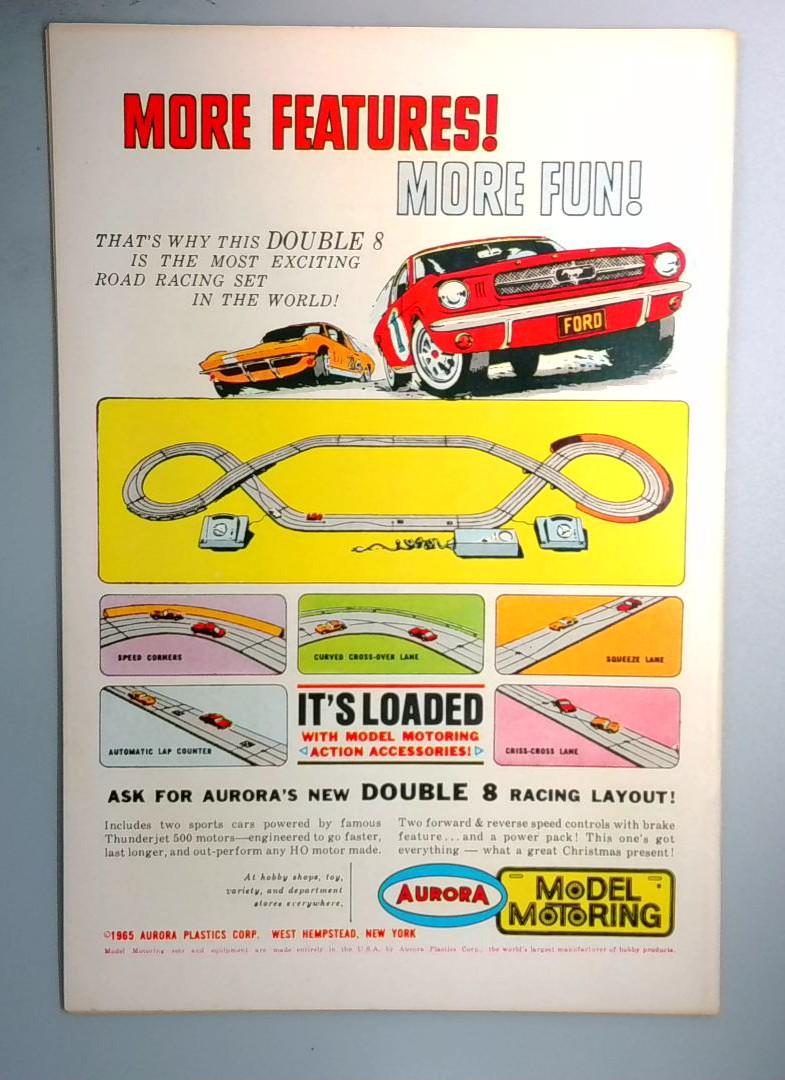 MORE FEATURES!
MORE FUN!
THAT'S WHY THIS DOUBLE 8
IS THE MOST EXCITING
ROAD RACING SET
IN THE WORLD!
1
FORD
SPEED CORNERS
CURVED CROSS-OVER LANE
SQUEEZE LANE
AUTOMATIC LAP COUNTER
IT'S LOADED
WITH MODEL MOTORING
ACTION ACCESSORIES!
CRISS-CROSS LANE
ASK FOR AURORA'S NEW DOUBLE 8 RACING LAYOUT!
Includes two sports cars powered by famous
Thunderjet 500 motors—engineered to go faster,
last longer, and out-perform any HO motor made.
Two forward & reverse speed controls with brake
feature...and a power pack! This one's got
everything — what a great Christmas present!
At hobby shops, toy,
variety, and department
stores everywhere.
AURORA
MODEL
MOTORING
©1965 AURORA PLASTICS CORP. WEST HEMPSTEAD, NEW YORK
Model Motoring sets and equipment are made entirely in the U.S.A. by Aurora Plastics Corp., the world's largest manufacturer of hobby products.